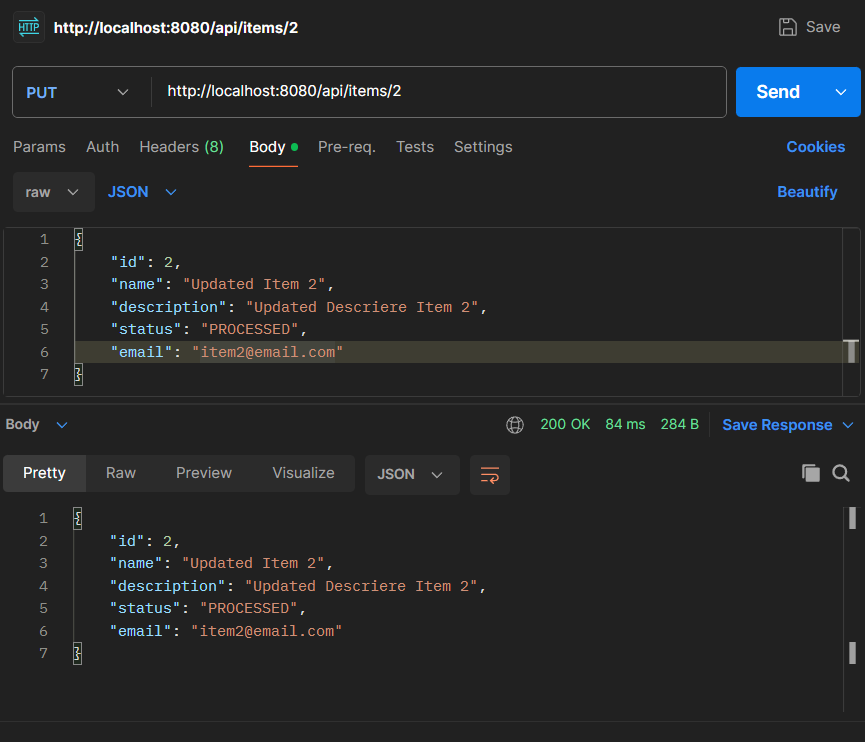 HTTP http://localhost:8080/api/items/2 Save
PUT http://localhost:8080/api/items/2 Send
Params Auth Headers (8) Body Pre-req. Tests Settings Cookies
raw JSON Beautify
1 {
2 "id": 2,
3 "name": "Updated Item 2",
4 "description": "Updated Descriere Item 2",
5 "status": "PROCESSED",
6 "email": "item2@email.com"
7 }
Body 200 OK 84 ms 284 B Save Response
Pretty Raw Preview Visualize JSON
1 {
2 "id": 2,
3 "name": "Updated Item 2",
4 "description": "Updated Descriere Item 2",
5 "status": "PROCESSED",
6 "email": "item2@email.com"
7 }